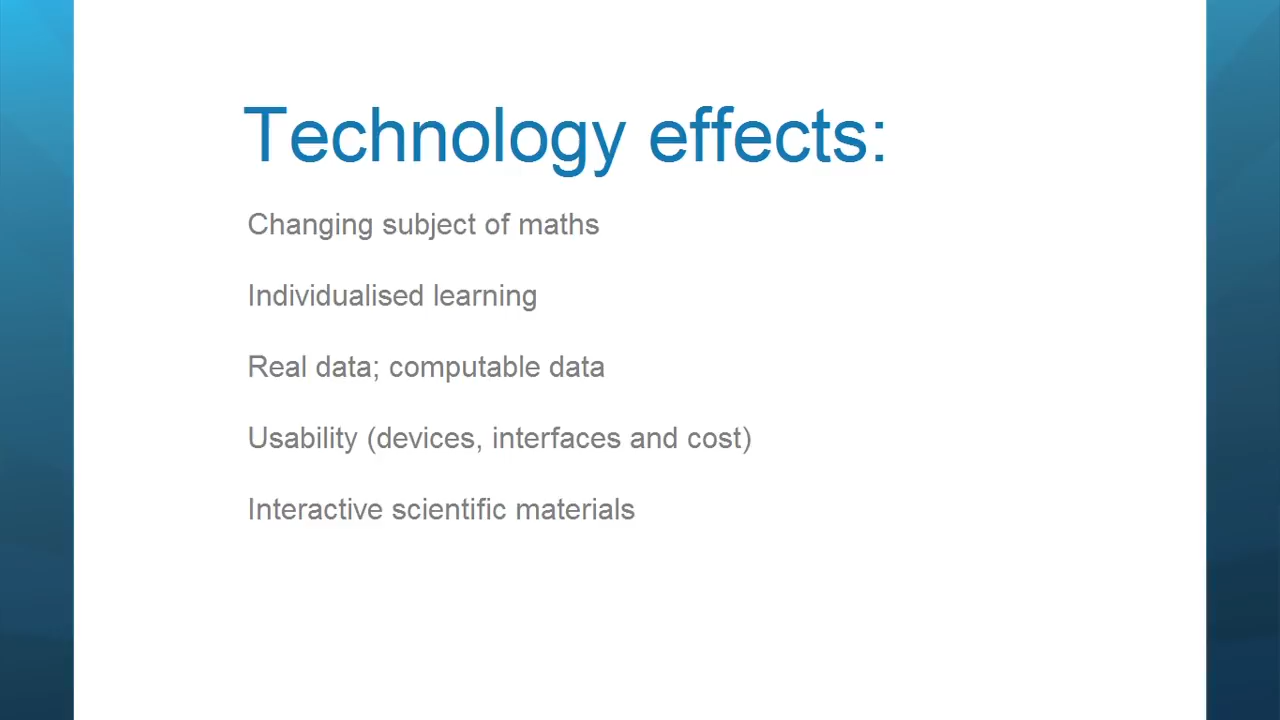 Technology effects:
Changing subject of maths
Individualised learning
Real data; computable data
Usability (devices, interfaces and cost)
Interactive scientific materials